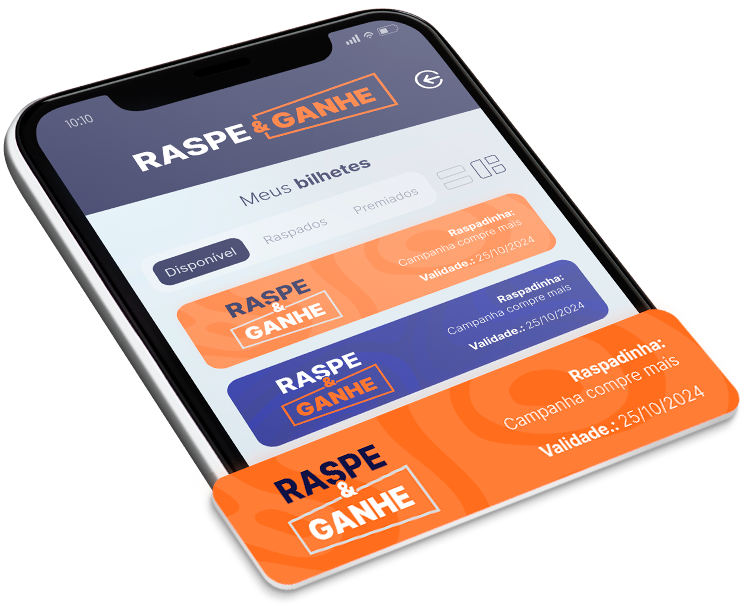 10:10
RASPE & GANHE
Meus bilhetes
Disponível Raspados Premiados
RASPE
&
GANHE
Raspadinha:
Campanha compre mais
Validade.: 25/10/2024
RASPE
&
GANHE
Raspadinha:
Campanha compre mais
Validade.: 25/10/2024
RASPE
&
GANHE
Raspadinha:
Campanha compre mais
Validade.: 25/10/2024